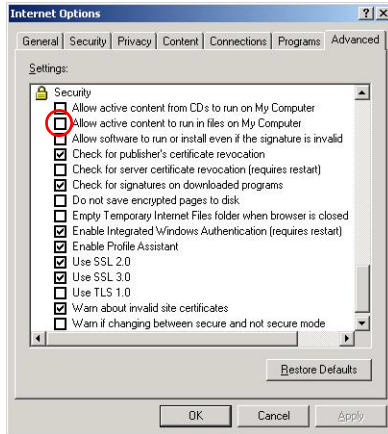 Internet Options
General Security Privacy Content Connections Programs Advanced
Settings:
Security
Allow active content from CDs to run on My Computer
Allow active content to run in files on My Computer
Allow software to run or install even if the signature is invalid
Check for publisher's certificate revocation
Check for server certificate revocation (requires restart)
Check for signatures on downloaded programs
Do not save encrypted pages to disk
Empty Temporary Internet Files folder when browser is closed
Enable Integrated Windows Authentication (requires restart)
Enable Profile Assistant
Use SSL 2.0
Use SSL 3.0
Use TLS 1.0
Warn about invalid site certificates
Warn if changing between secure and not secure mode
Restore Defaults
OK Cancel Apply